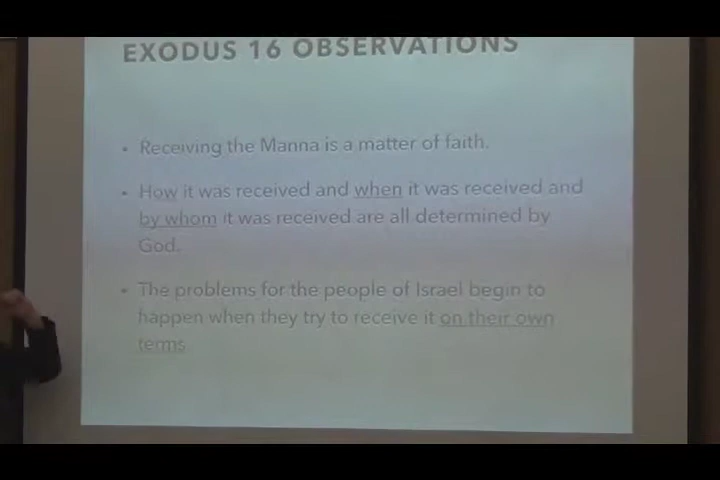 EXODUS 16 OBSERVATIONS
• Receiving the Manna is a matter of faith.
• How it was received and when it was received and
by whom it was received are all determined by
God.
• The problems for the people of Israel begin to
happen when they try to receive it on their own
terms